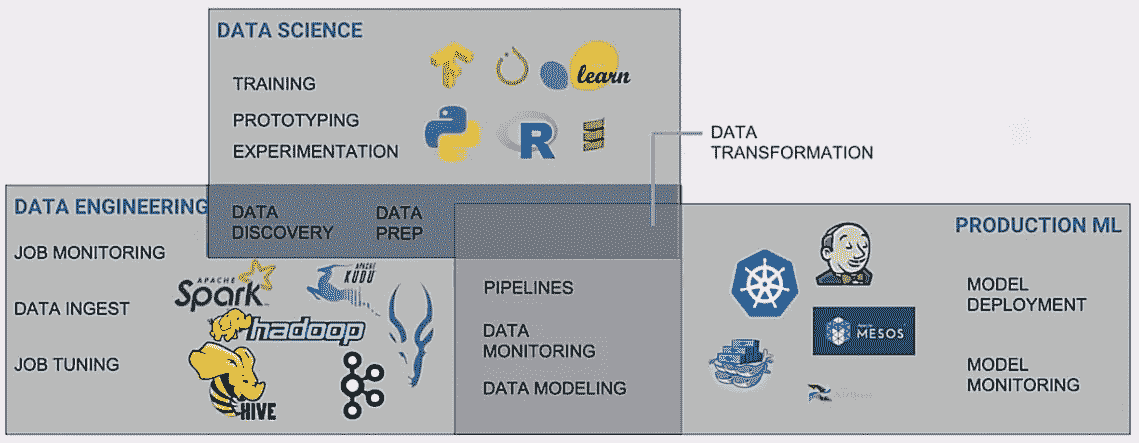 DATA SCIENCE
TRAINING
PROTOTYPING
EXPERIMENTATION
learn
R
DATA
TRANSFORMATION
DATA ENGINEERING
JOB MONITORING
DATA INGEST
JOB TUNING
DATA
DISCOVERY
DATA
PREP
APACHE
Spark
APACHE
KUDU
hadoop
HIVE
PIPELINES
DATA
MONITORING
DATA MODELING
PRODUCTION ML
MODEL
DEPLOYMENT
MODEL
MONITORING
MESOS